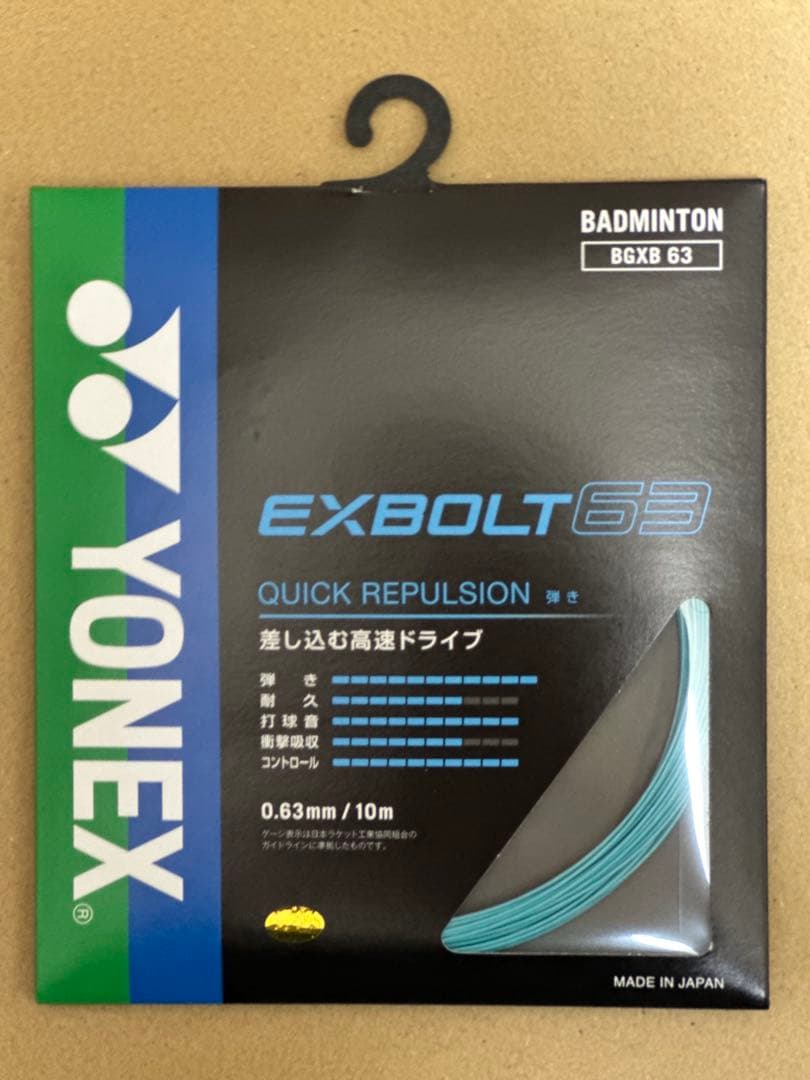 BADMINTON
BGXB 63
YONEX®
EXBOLT63
QUICK REPULSION 弾き
差し込む高速ドライブ
弾き
耐久
打球音
衝撃吸収
コントロール
0.63mm / 10m
ゲージ表示は日本ラケット工業協同組合の
ガイドラインに準拠したものです。
MADE IN JAPAN